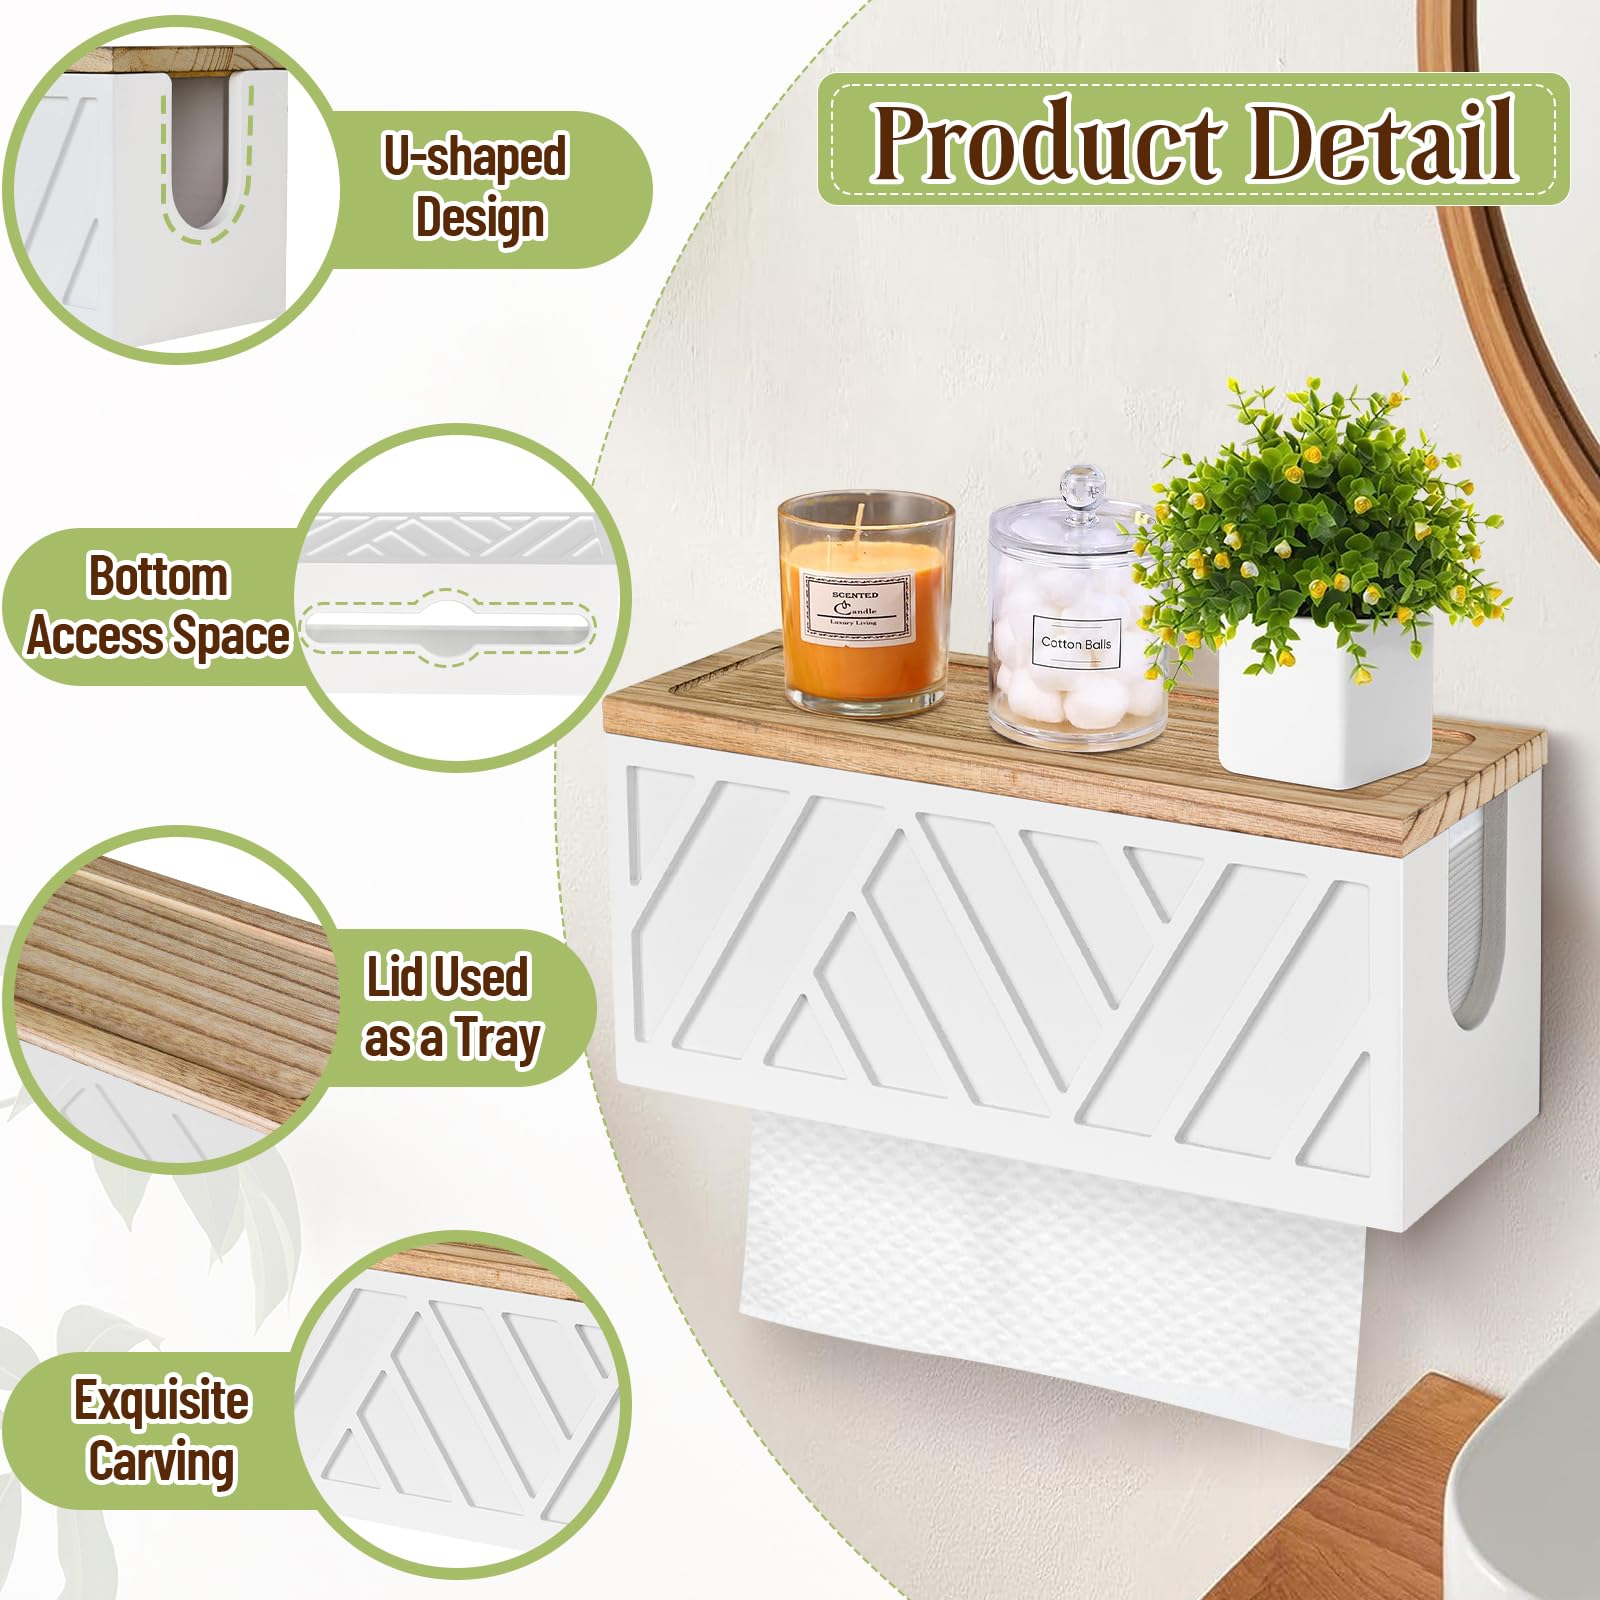 Product Detail
U-shaped
Design
Bottom
Access Space
Lid Used
as a Tray
Exquisite
Carving
SCENTED
Candle
Luxury Living
Cotton Balls